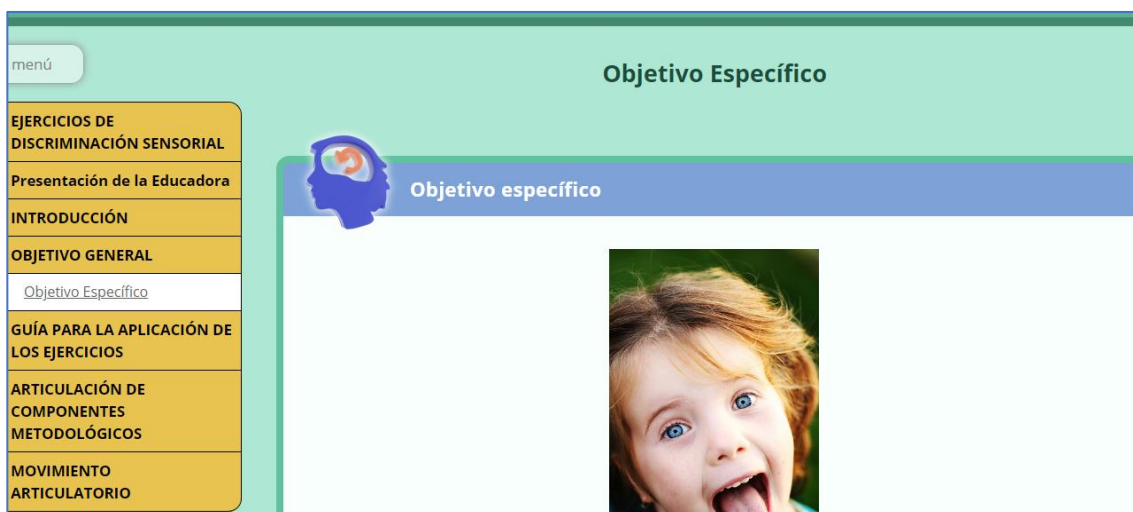 menú
Objetivo Específico
EJERCICIOS DE
DISCRIMINACIÓN SENSORIAL
Presentación de la Educadora
INTRODUCCIÓN
OBJETIVO GENERAL
Objetivo Específico
GUÍA PARA LA APLICACIÓN DE
LOS EJERCICIOS
ARTICULACIÓN DE
COMPONENTES
METODOLÓGICOS
MOVIMIENTO
ARTICULATORIO
Objetivo específico